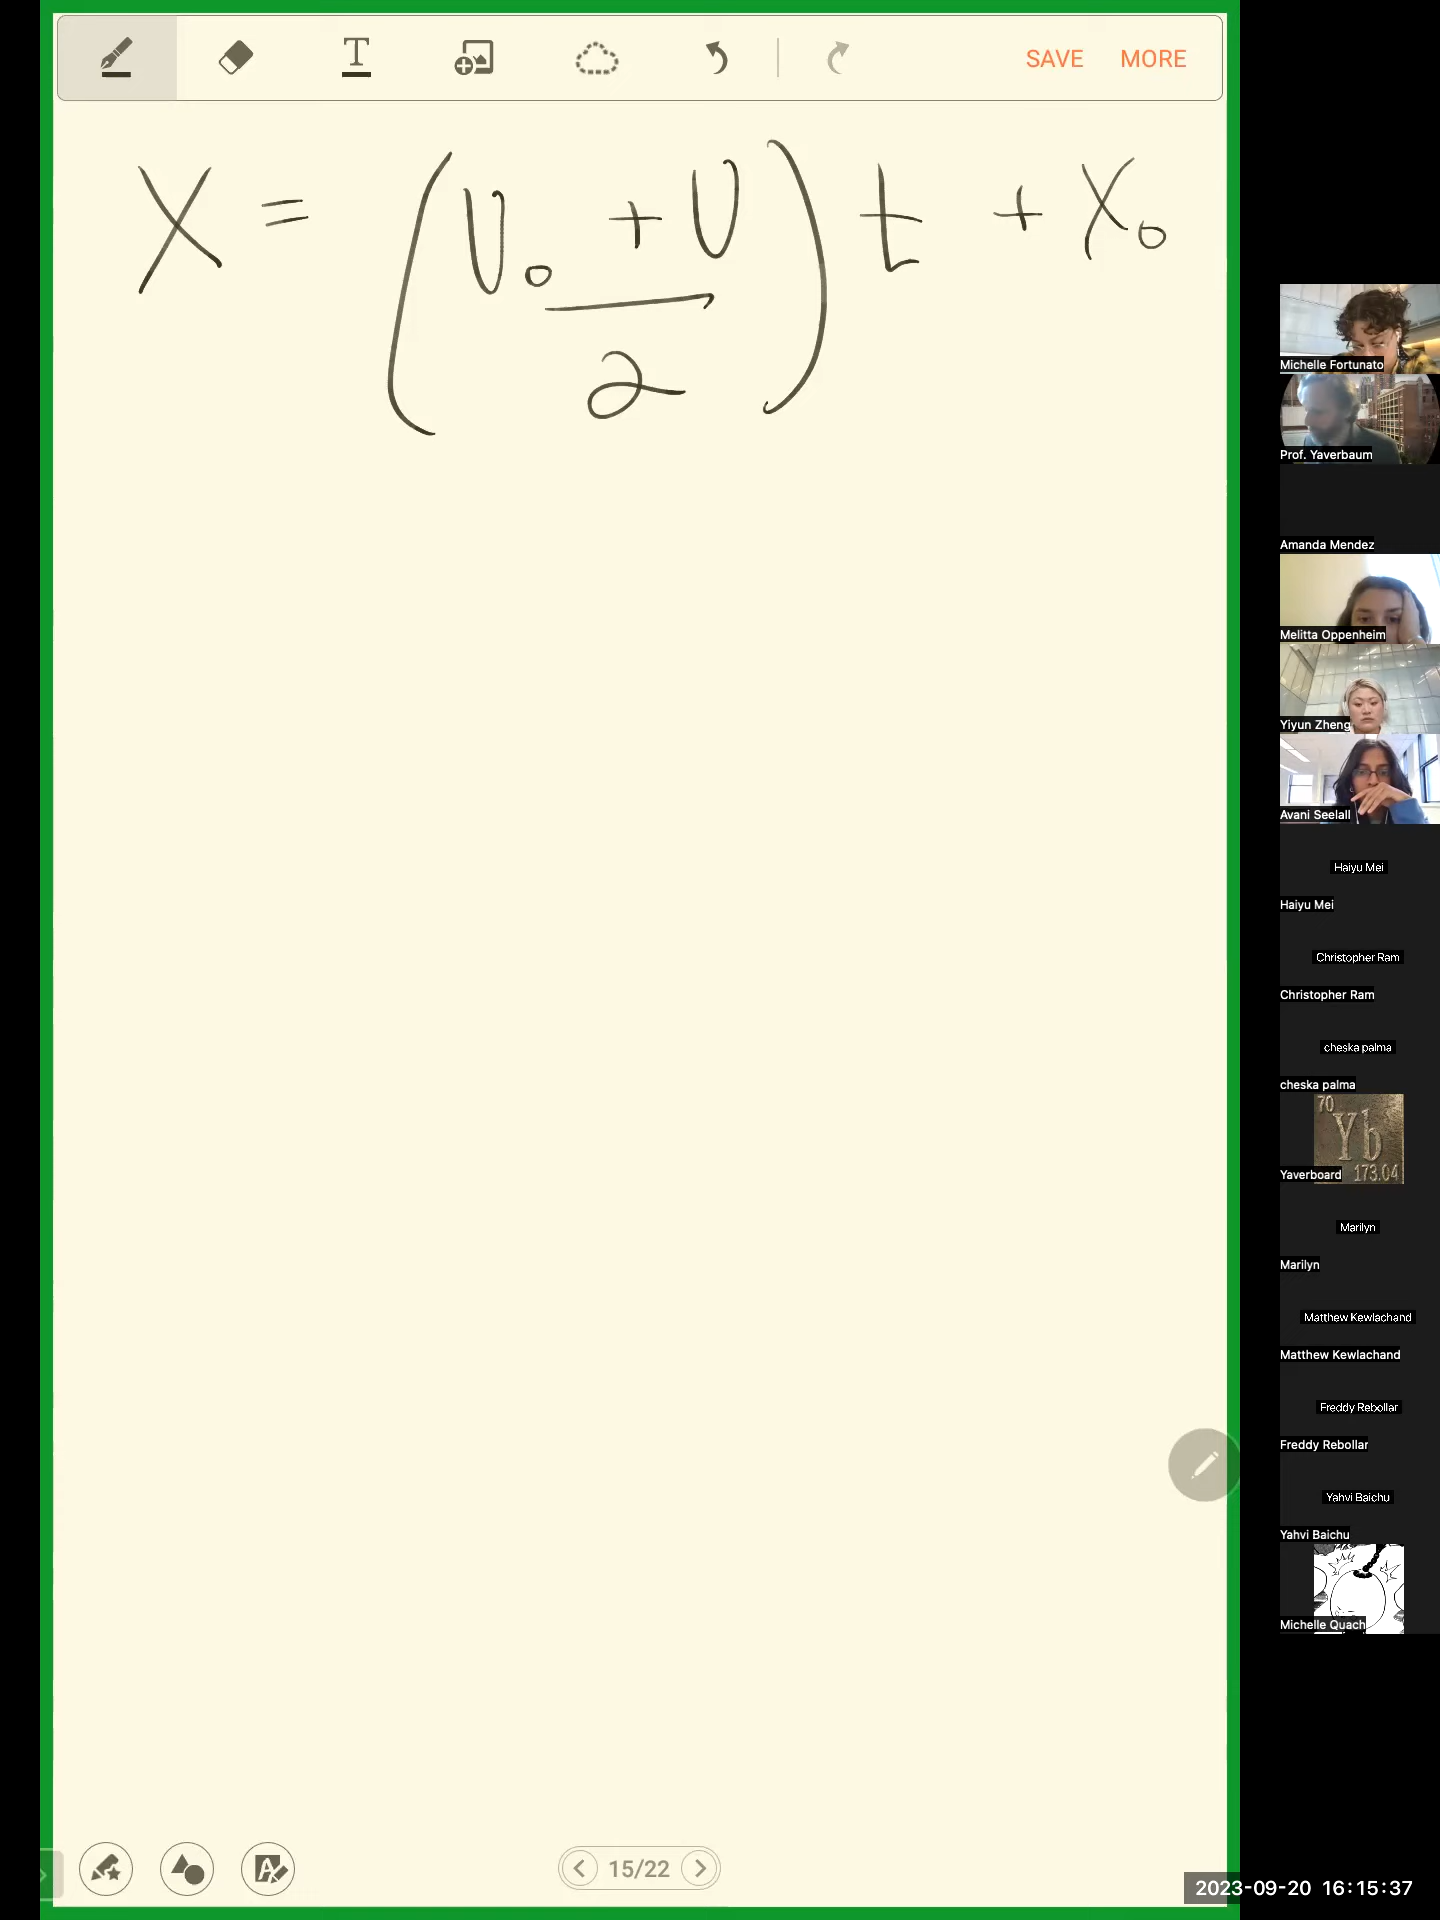 T SAVE MORE
X = (v₀ + v / 2) t + x₀
Michelle Fortunato
Prof. Yaverbaum
Amanda Mendez
Melitta Oppenheim
Yiyun Zheng
Avani Seelall
Haiyu Mei
Haiyu Mei
Christopher Ram
Christopher Ram
cheska palma
cheska palma
70
Yb
173.04
Yaverboard
Marilyn
Marilyn
Matthew Kewlachand
Matthew Kewlachand
Freddy Rebollar
Freddy Rebollar
Yahvi Baichu
Yahvi Baichu
Michelle Quach
A 15/22
2023-09-20 16:15:37